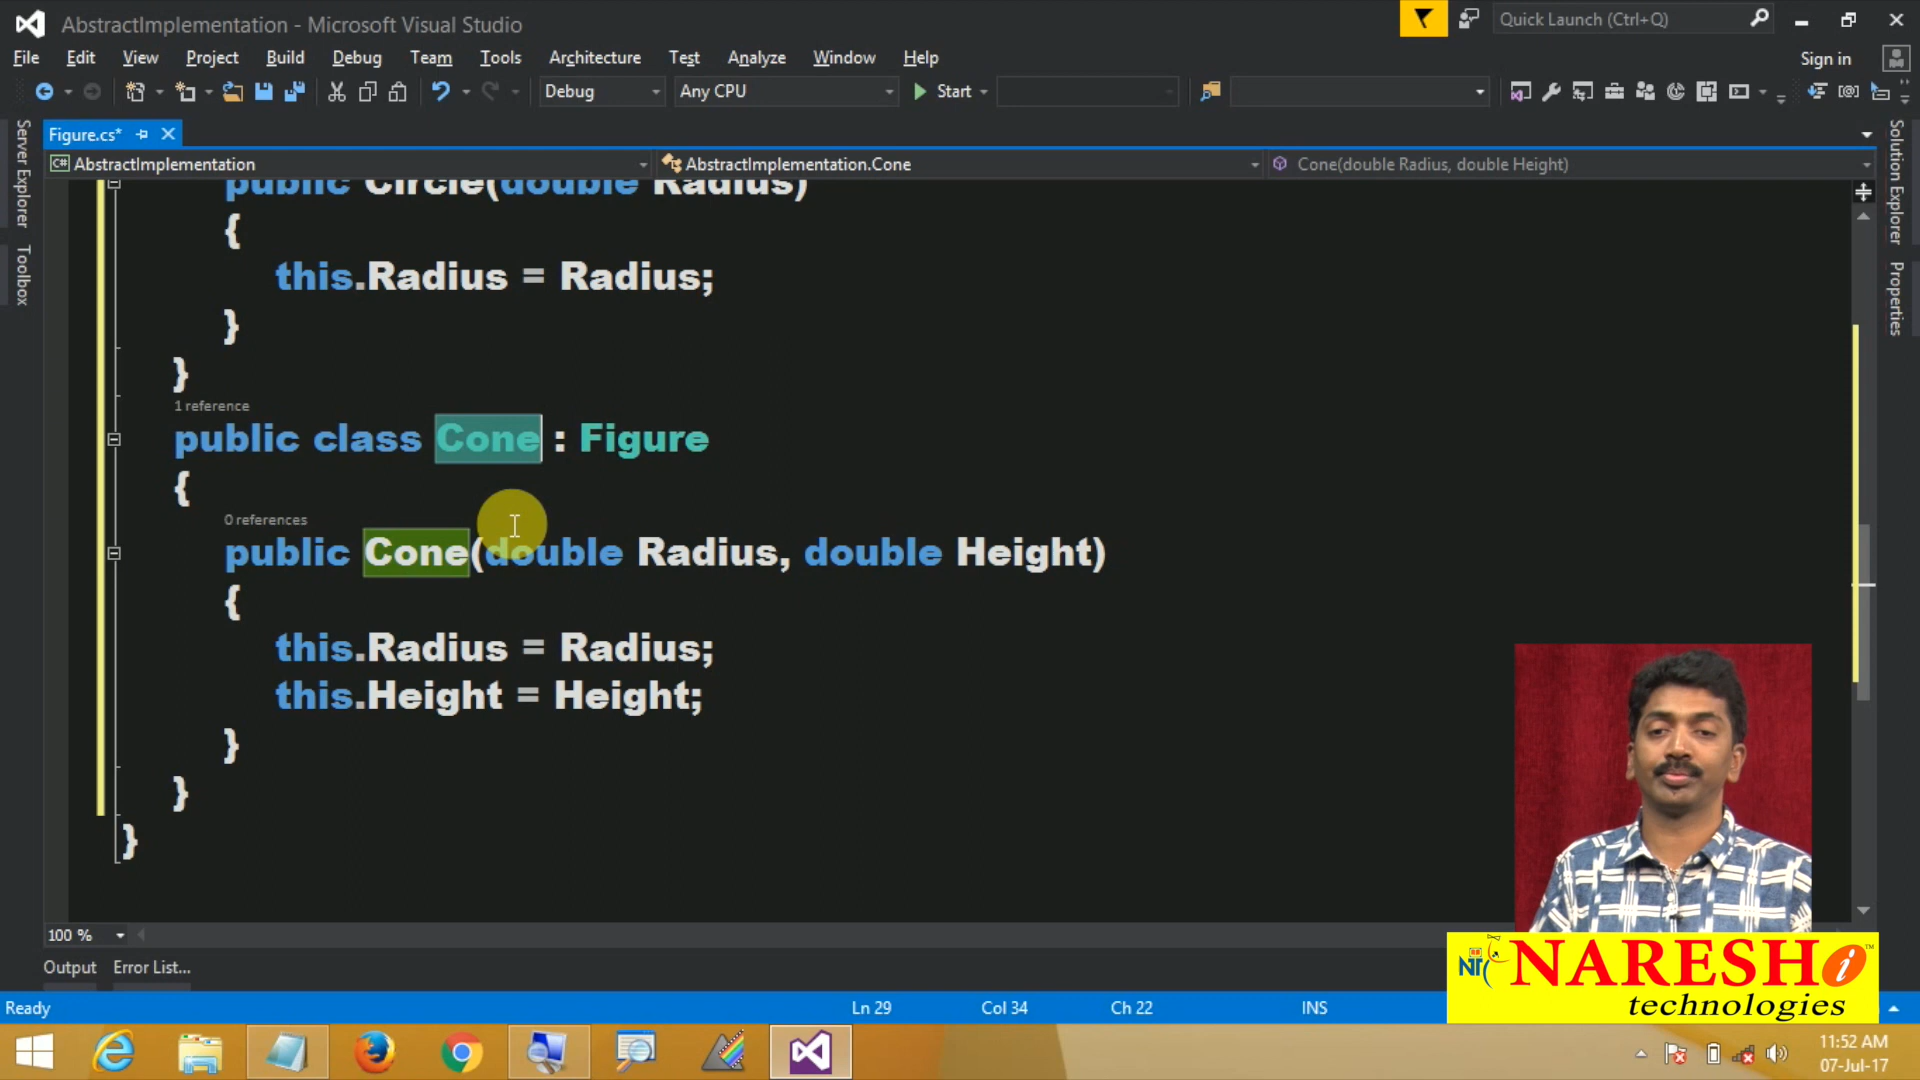 AbstractImplementation - Microsoft Visual Studio
Quick Launch (Ctrl+Q)
File Edit View Project Build Debug Team Tools Architecture Test Analyze Window Help
Sign in
Debug Any CPU Start
Figure.cs*
C# AbstractImplementation AbstractImplementation.Cone Cone(double Radius, double Height)
Server Explorer
Toolbox
Solution Explorer
Properties
public Circle(double Radius)
{
this.Radius = Radius;
}
}
1 reference
public class Cone : Figure
{
0 references
public Cone(double Radius, double Height)
{
this.Radius = Radius;
this.Height = Height;
}
}
}
100 %
Output Error List...
NARESH i
technologies
Ready Ln 29 Col 34 Ch 22 INS
11:52 AM
07-Jul-17